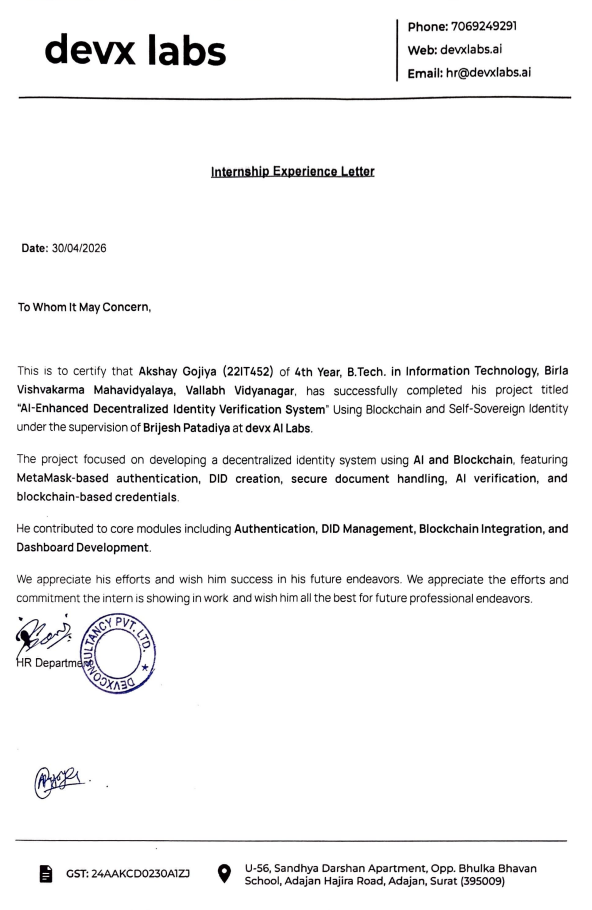 devx labs
Phone: 7069249291
Web: devxlabs.ai
Email: hr@devxlabs.ai
Internship Experience Letter
Date: 30/04/2026
To Whom It May Concern,
This is to certify that Akshay Gojiya (22IT452) of 4th Year, B.Tech. in Information Technology, Birla
Vishvakarma Mahavidyalaya, Vallabh Vidyanagar, has successfully completed his project titled
"AI-Enhanced Decentralized Identity Verification System" Using Blockchain and Self-Sovereign Identity
under the supervision of Brijesh Patadiya at devx AI Labs.
The project focused on developing a decentralized identity system using AI and Blockchain, featuring
MetaMask-based authentication, DID creation, secure document handling, AI verification, and
blockchain-based credentials.
He contributed to core modules including Authentication, DID Management, Blockchain Integration, and
Dashboard Development.
We appreciate his efforts and wish him success in his future endeavors. We appreciate the efforts and
commitment the intern is showing in work and wish him all the best for future professional endeavors.
HR Departme
DEVXCONSULTANCY PVT. LTD.
GST: 24AAKCD0230A1ZJ
U-56, Sandhya Darshan Apartment, Opp. Bhulka Bhavan
School, Adajan Hajira Road, Adajan, Surat (395009)